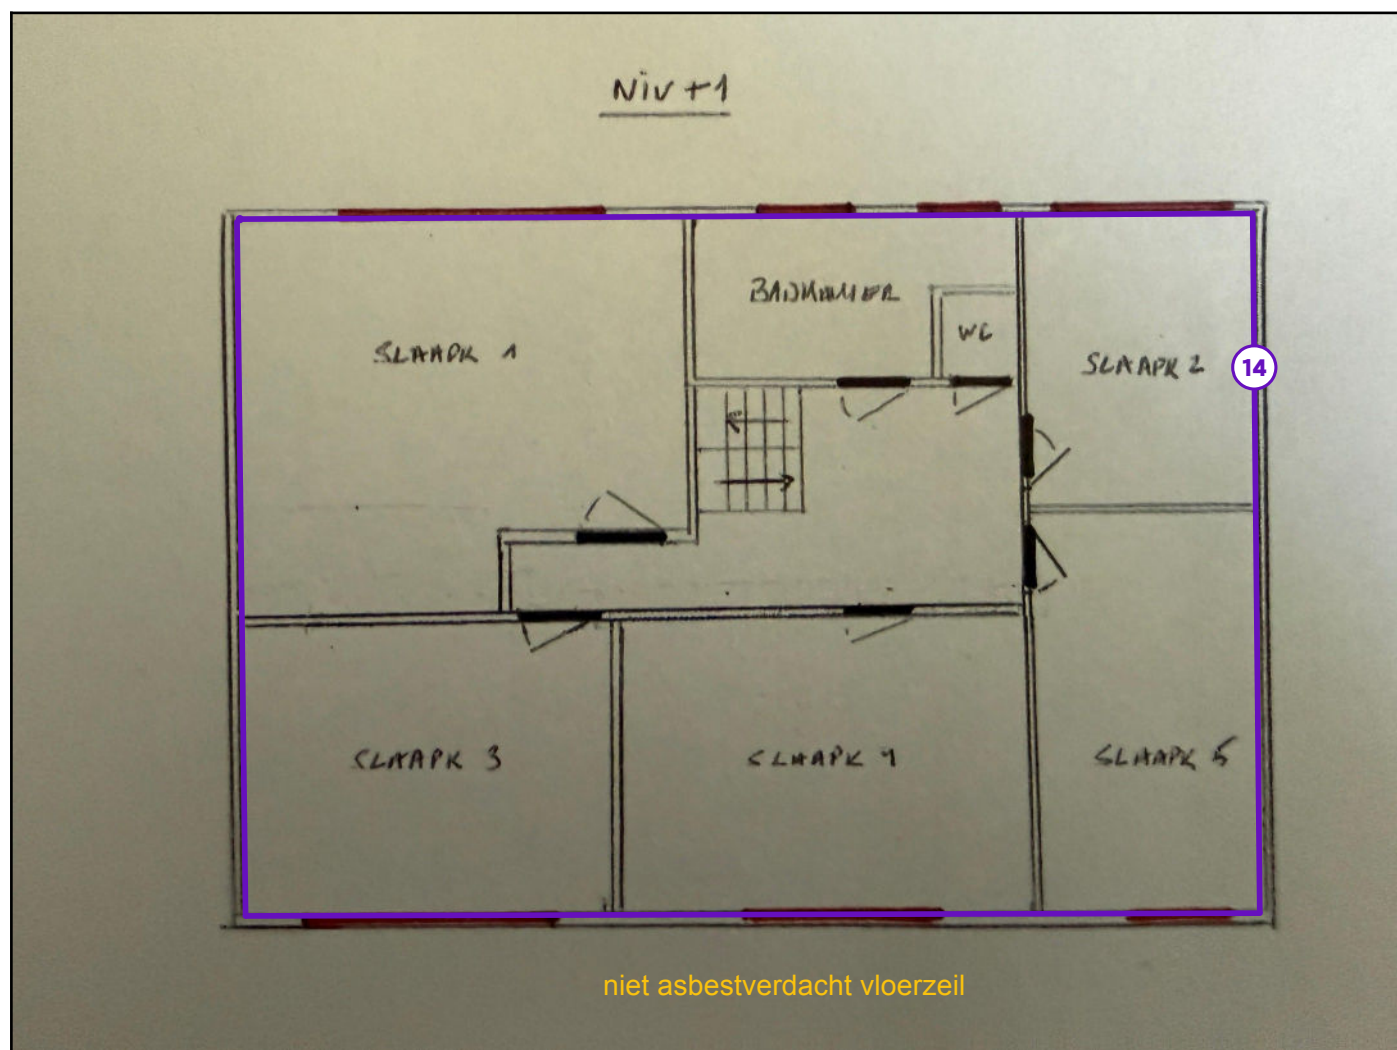 Niv +1
BADKAMER
WC
SLAAPK 1
SLAAPK 2
14
SLAAPK 3
SLAAPK 4
SLAAPK 5
niet asbestverdacht vloerzeil